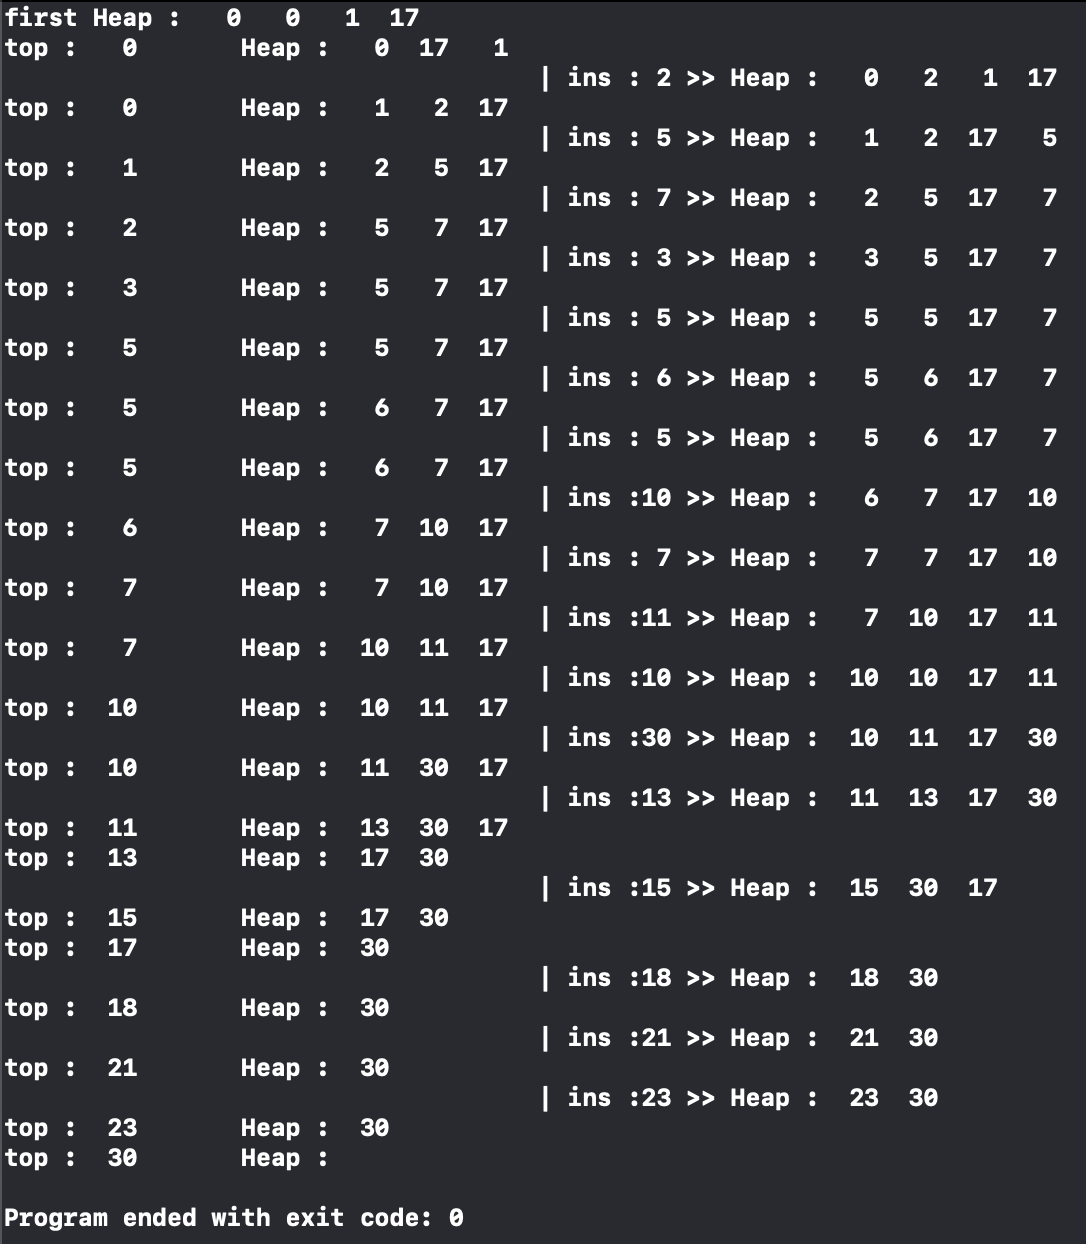 first Heap :   0   0   1  17
top :   0       Heap :   0  17   1
| ins : 2 >> Heap :   0   2   1  17
top :   0       Heap :   1   2  17
| ins : 5 >> Heap :   1   2  17   5
top :   1       Heap :   2   5  17
| ins : 7 >> Heap :   2   5  17   7
top :   2       Heap :   5   7  17
| ins : 3 >> Heap :   3   5  17   7
top :   3       Heap :   5   7  17
| ins : 5 >> Heap :   5   5  17   7
top :   5       Heap :   5   7  17
| ins : 6 >> Heap :   5   6  17   7
top :   5       Heap :   6   7  17
| ins : 5 >> Heap :   5   6  17   7
top :   5       Heap :   6   7  17
| ins :10 >> Heap :   6   7  17  10
top :   6       Heap :   7  10  17
| ins : 7 >> Heap :   7   7  17  10
top :   7       Heap :   7  10  17
| ins :11 >> Heap :   7  10  17  11
top :   7       Heap :  10  11  17
| ins :10 >> Heap :  10  10  17  11
top :  10       Heap :  10  11  17
| ins :30 >> Heap :  10  11  17  30
top :  10       Heap :  11  30  17
| ins :13 >> Heap :  11  13  17  30
top :  11       Heap :  13  30  17
top :  13       Heap :  17  30
| ins :15 >> Heap :  15  30  17
top :  15       Heap :  17  30
top :  17       Heap :  30
| ins :18 >> Heap :  18  30
top :  18       Heap :  30
| ins :21 >> Heap :  21  30
top :  21       Heap :  30
| ins :23 >> Heap :  23  30
top :  23       Heap :  30
top :  30       Heap :
Program ended with exit code: 0